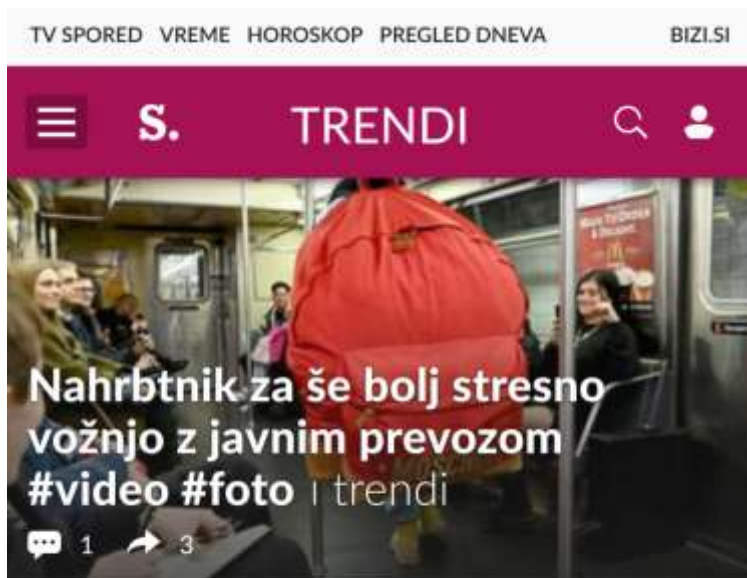 TV SPORED VREME HOROSKOP PREGLED DNEVA BIZI.SI
S. TRENDI
Nahrbtnik za še bolj stresno
vožnjo z javnim prevozom
#video #foto | trendi
1 3